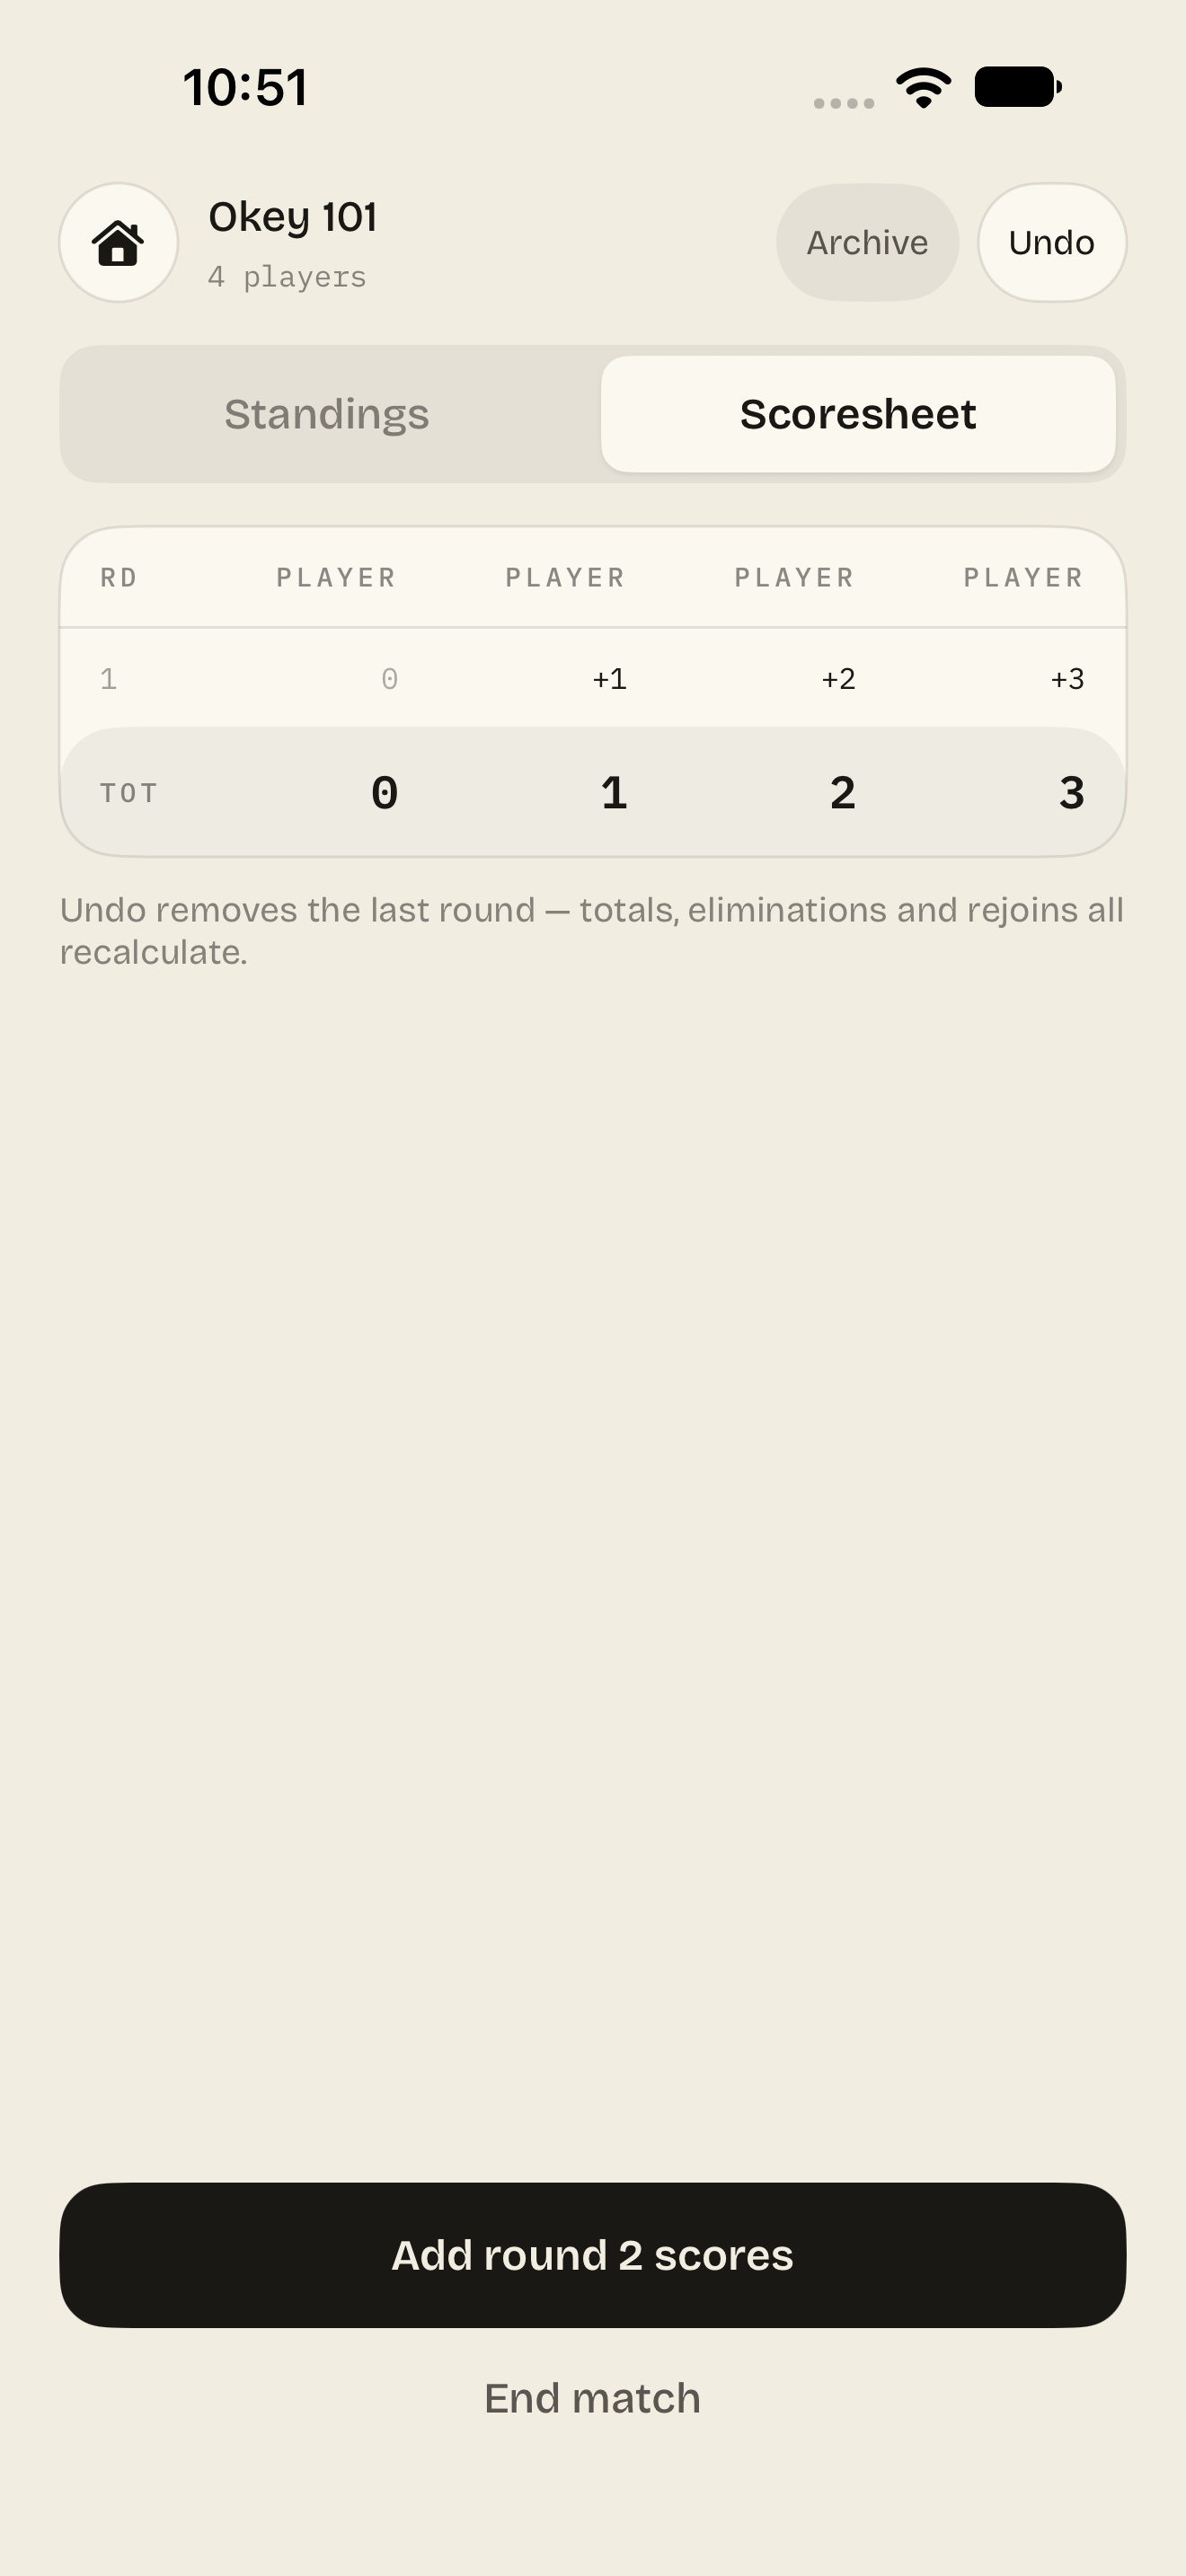 10:51
Okey 101
4 players
Archive
Undo
Standings
Scoresheet
RD PLAYER PLAYER PLAYER PLAYER
1 0 +1 +2 +3
TOT 0 1 2 3
Undo removes the last round — totals, eliminations and rejoins all
recalculate.
Add round 2 scores
End match